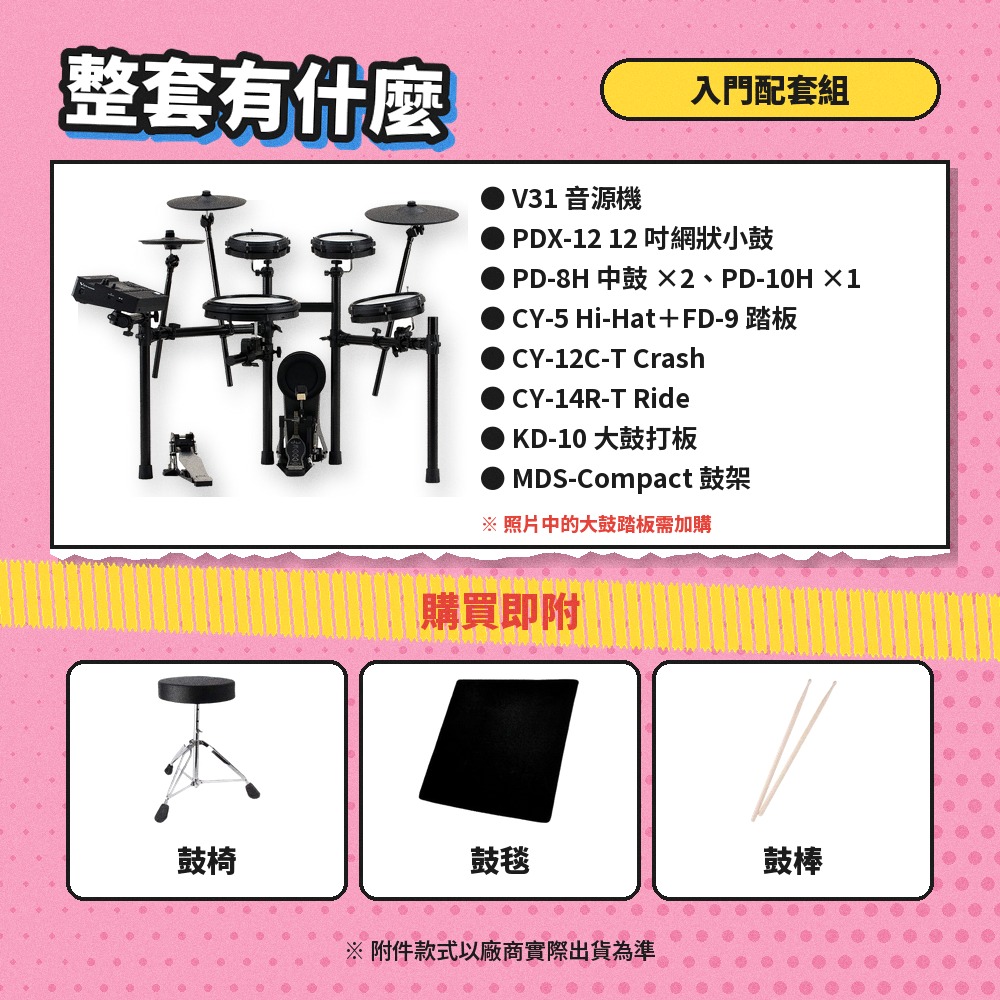 整套有什麼
入門配套組
● V31 音源機
● PDX-12 12 吋網狀小鼓
● PD-8H 中鼓 ×2、PD-10H ×1
● CY-5 Hi-Hat＋FD-9 踏板
● CY-12C-T Crash
● CY-14R-T Ride
● KD-10 大鼓打板
● MDS-Compact 鼓架
※ 照片中的大鼓踏板需加購
購買即附
鼓椅
鼓毯
鼓棒
※ 附件款式以廠商實際出貨為準